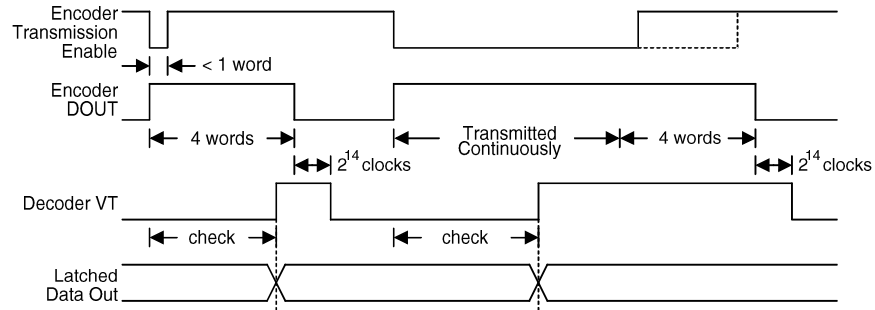 Encoder
Transmission
Enable
< 1 word
Encoder
DOUT
4 words
Transmitted
Continuously
4 words
2^14 clocks
2^14 clocks
Decoder VT
check
check
Latched
Data Out